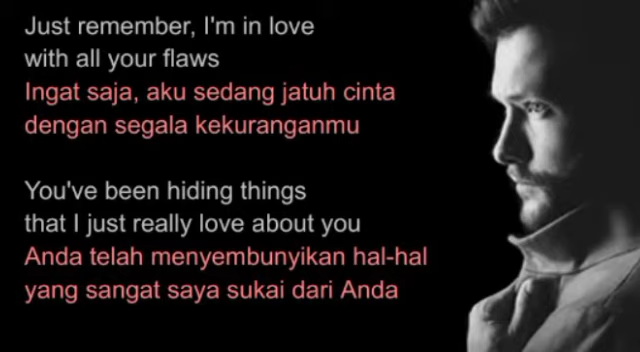 Just remember, I'm in love
with all your flaws
Ingat saja, aku sedang jatuh cinta
dengan segala kekuranganmu
You've been hiding things
that I just really love about you
Anda telah menyembunyikan hal-hal
yang sangat saya sukai dari Anda